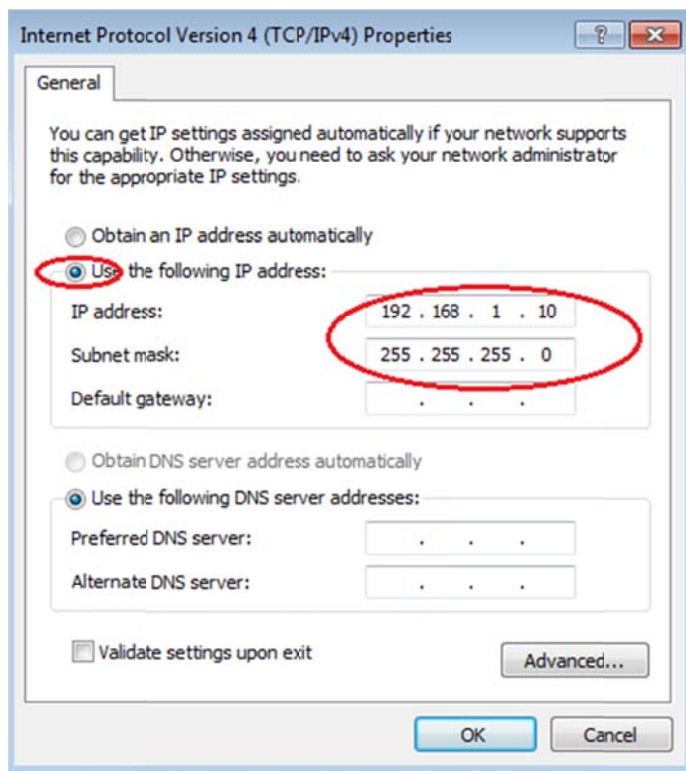 Internet Protocol Version 4 (TCP/IPv4) Properties
General
You can get IP settings assigned automatically if your network supports
this capability. Otherwise, you need to ask your network administrator
for the appropriate IP settings.
Obtain an IP address automatically
Use the following IP address:
IP address: 192 . 168 . 1 . 10
Subnet mask: 255 . 255 . 255 . 0
Default gateway: . . .
Obtain DNS server address automatically
Use the following DNS server addresses:
Preferred DNS server: . . .
Alternate DNS server: . . .
Validate settings upon exit
Advanced...
OK Cancel